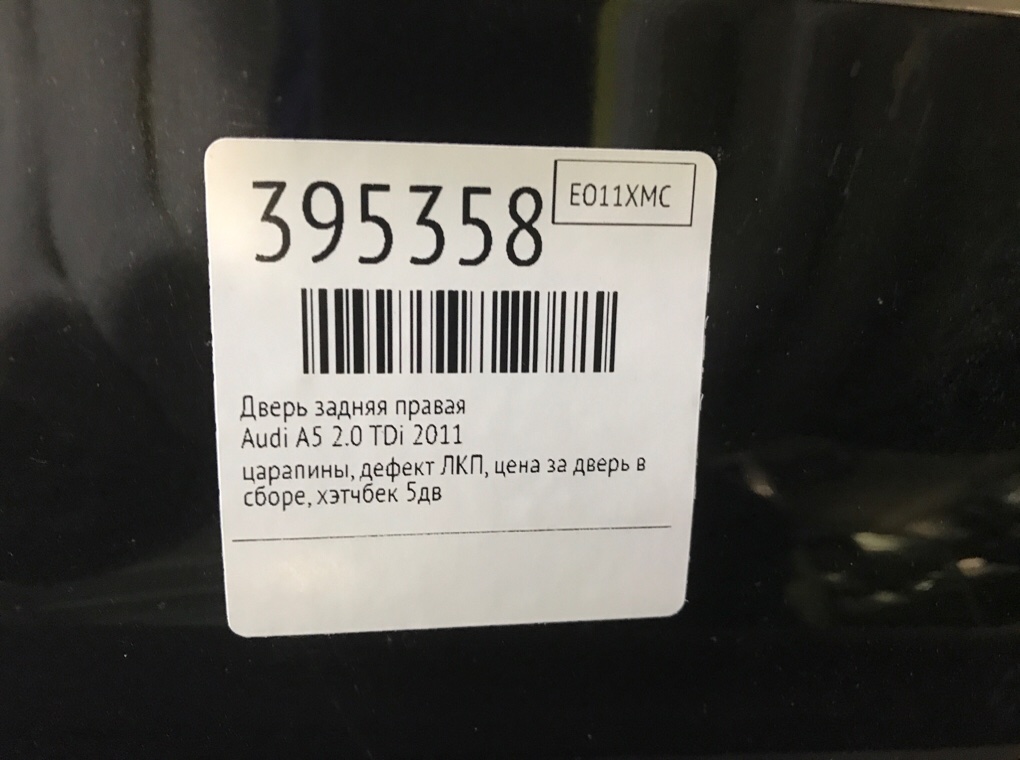 395358
EO11XMC
Дверь задняя правая
Audi A5 2.0 TDi 2011
царапины, дефект ЛКП, цена за дверь в
сборе, хэтчбек 5дв